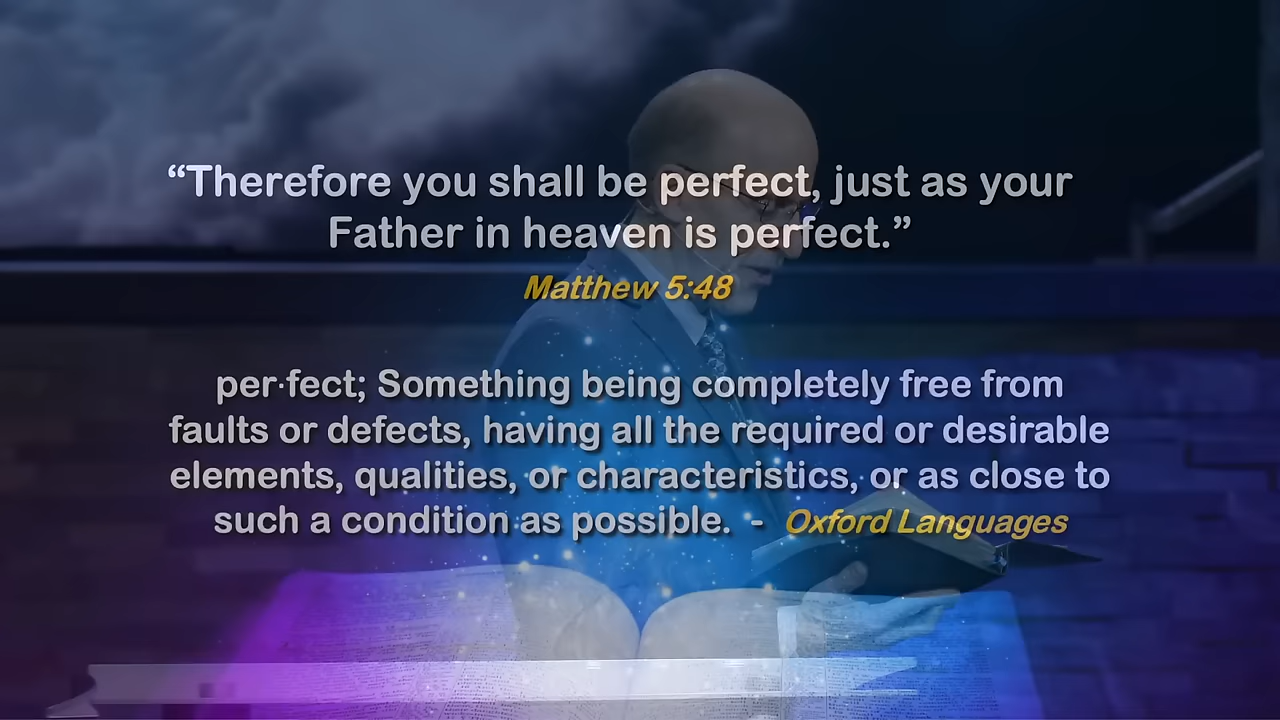 “Therefore you shall be perfect, just as your
Father in heaven is perfect.”
Matthew 5:48
per·fect; Something being completely free from
faults or defects, having all the required or desirable
elements, qualities, or characteristics, or as close to
such a condition as possible. - Oxford Languages